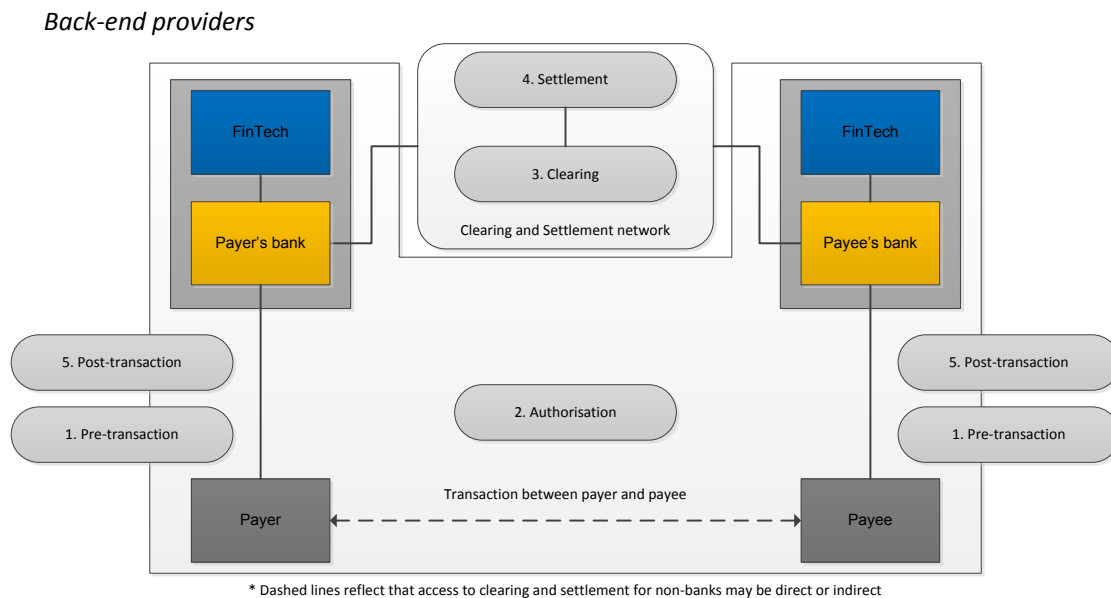 Back-end providers
4. Settlement
FinTech
FinTech
3. Clearing
Payer's bank
Clearing and Settlement network
Payee's bank
5. Post-transaction
5. Post-transaction
2. Authorisation
1. Pre-transaction
1. Pre-transaction
Transaction between payer and payee
Payer
Payee
* Dashed lines reflect that access to clearing and settlement for non-banks may be direct or indirect